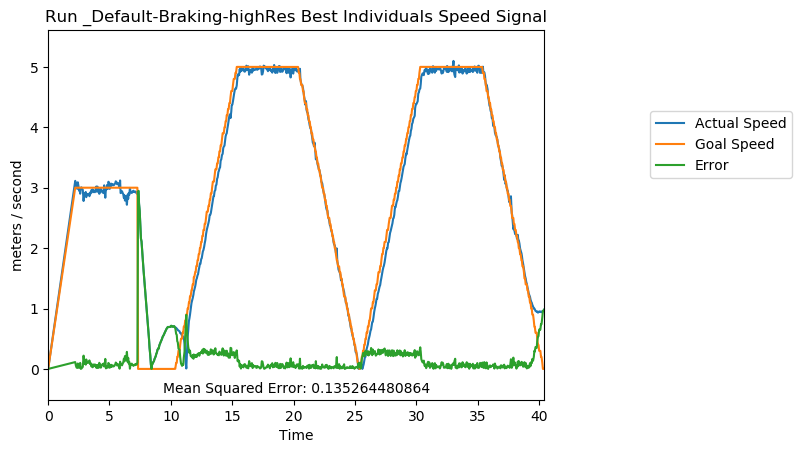 Run _Default-Braking-highRes Best Individuals Speed Signal
meters / second
5
4
3
2
1
0
Actual Speed
Goal Speed
Error
Mean Squared Error: 0.135264480864
0 5 10 15 20 25 30 35 40
Time